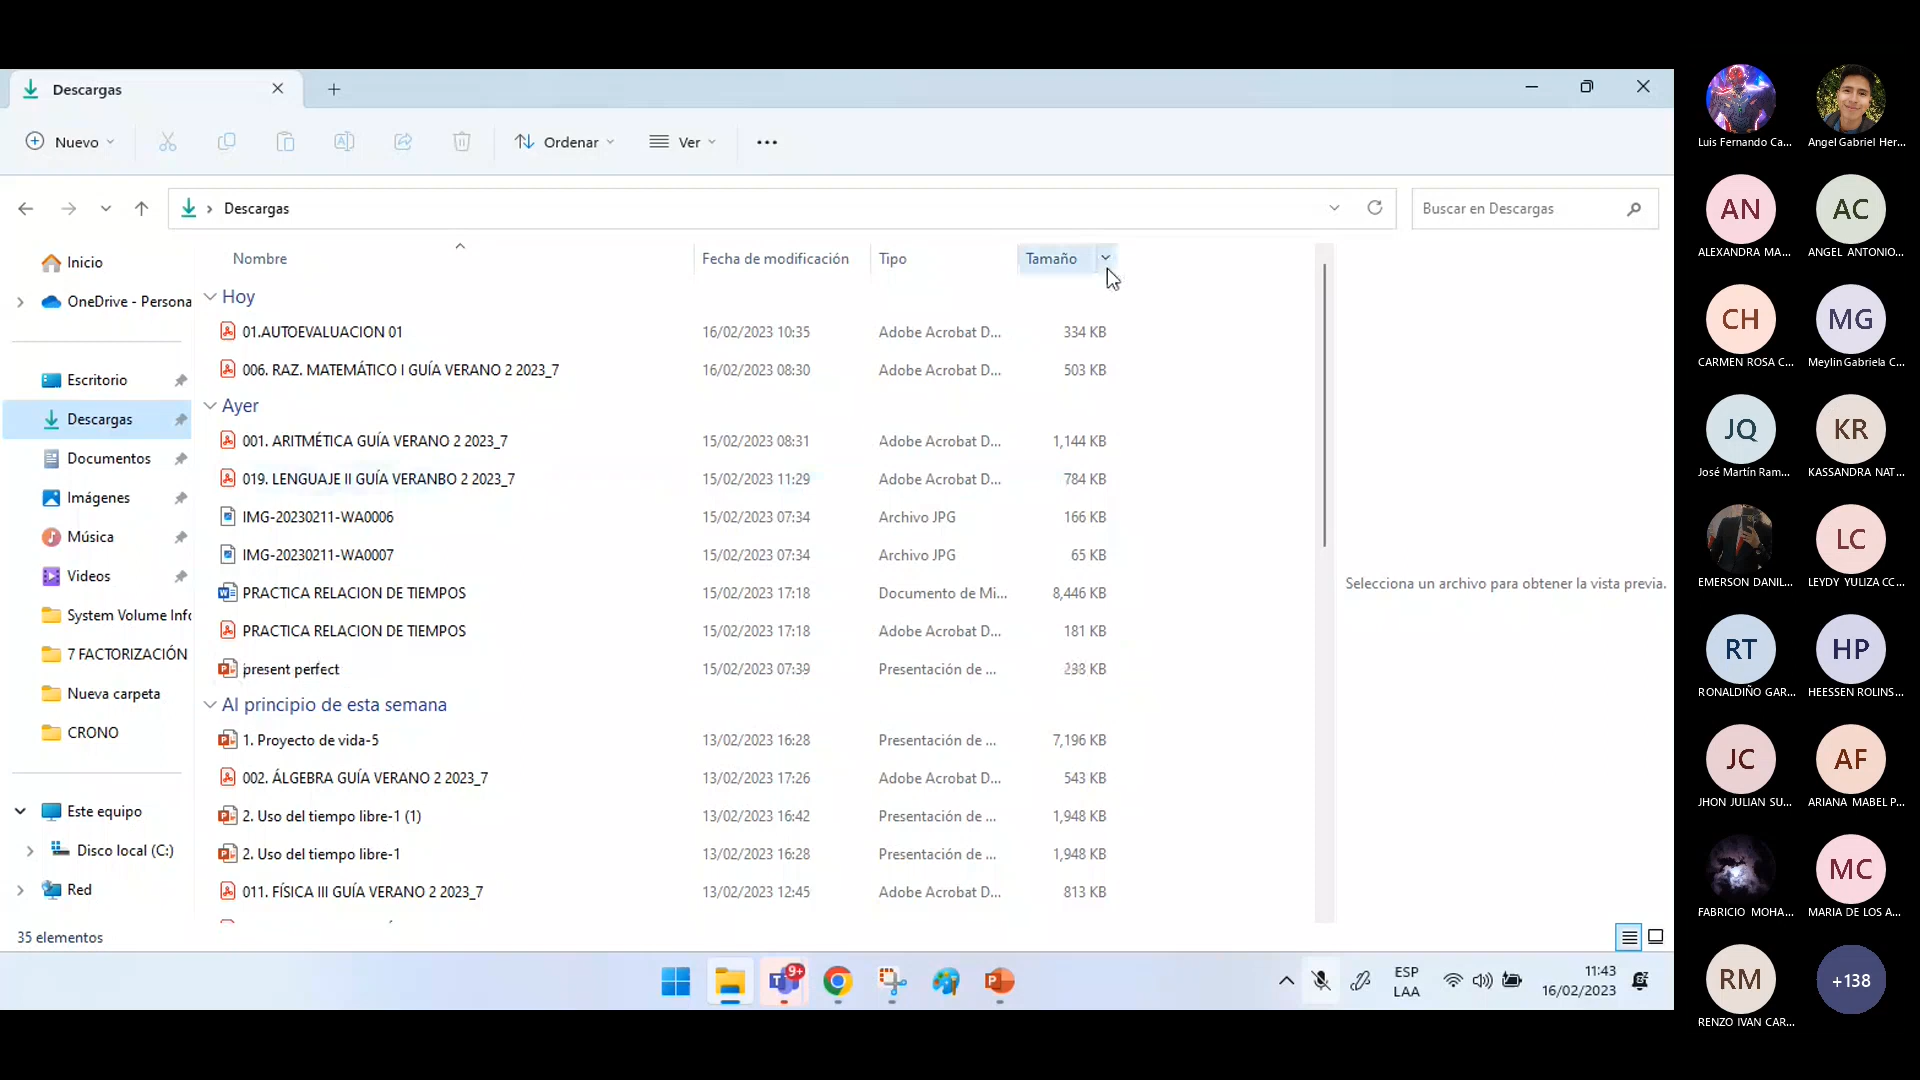 Descargas
Nuevo
Ordenar
Ver
Descargas
Buscar en Descargas
Inicio
OneDrive - Persona
Escritorio
Descargas
Documentos
Imágenes
Música
Videos
System Volume Info
7 FACTORIZACIÓN
Nueva carpeta
CRONO
Este equipo
Disco local (C:)
Red
35 elementos
Nombre Fecha de modificación Tipo Tamaño
Hoy
01.AUTOEVALUACION 01 16/02/2023 10:35 Adobe Acrobat D... 334 KB
006. RAZ. MATEMÁTICO I GUÍA VERANO 2 2023_7 16/02/2023 08:30 Adobe Acrobat D... 503 KB
Ayer
001. ARITMÉTICA GUÍA VERANO 2 2023_7 15/02/2023 08:31 Adobe Acrobat D... 1,144 KB
019. LENGUAJE II GUÍA VERANBO 2 2023_7 15/02/2023 11:29 Adobe Acrobat D... 784 KB
IMG-20230211-WA0006 15/02/2023 07:34 Archivo JPG 166 KB
IMG-20230211-WA0007 15/02/2023 07:34 Archivo JPG 65 KB
PRACTICA RELACION DE TIEMPOS 15/02/2023 17:18 Documento de Mi... 8,446 KB
PRACTICA RELACION DE TIEMPOS 15/02/2023 17:18 Adobe Acrobat D... 181 KB
present perfect 15/02/2023 07:39 Presentación de ... 238 KB
Al principio de esta semana
1. Proyecto de vida-5 13/02/2023 16:28 Presentación de ... 7,196 KB
002. ÁLGEBRA GUÍA VERANO 2 2023_7 13/02/2023 17:26 Adobe Acrobat D... 543 KB
2. Uso del tiempo libre-1 (1) 13/02/2023 16:42 Presentación de ... 1,948 KB
2. Uso del tiempo libre-1 13/02/2023 16:28 Presentación de ... 1,948 KB
011. FÍSICA III GUÍA VERANO 2 2023_7 13/02/2023 12:45 Adobe Acrobat D... 813 KB
Selecciona un archivo para obtener la vista previa.
9+
ESP
LAA
11:43
16/02/2023
Luis Fernando Ca... Angel Gabriel Her...
AN AC
ALEXANDRA MA... ANGEL ANTONIO...
CH MG
CARMEN ROSA C... Meylin Gabriela C...
JQ KR
José Martín Ram... KASSANDRA NAT...
LC
EMERSON DANIL... LEYDY YULIZA CC...
RT HP
RONALDIÑO GAR... HEESSEN ROLINS...
JC AF
JHON JULIAN SU... ARIANA MABEL P...
MC
FABRICIO MOHA... MARIA DE LOS A...
RM +138
RENZO IVAN CAR...